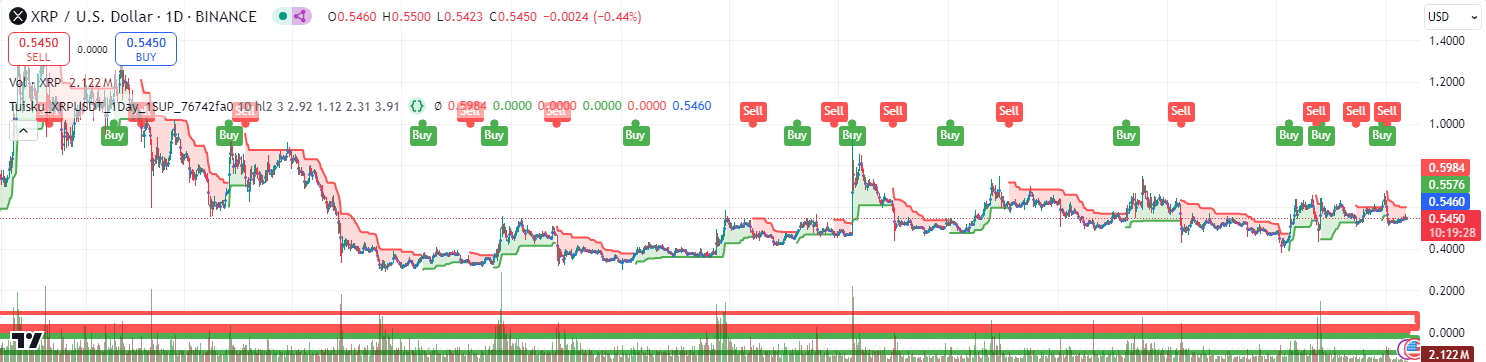 XRP / U.S. Dollar · 1D · BINANCE O0.5460 H0.5500 L0.5423 C0.5450 −0.0024 (−0.44%)
USD
0.5450 SELL
0.0000
0.5450 BUY
1.4000
Vol · XRP 2.122 M
1.2000
Tuisku_XRPUSDT_1Day_1SUP_76742fa0 10 hl2 3 2.92 1.12 2.31 3.91 {} Ø 0.5984 0.0000 0.0000 0.0000 0.0000 0.5460
Sell Sell Sell Sell Sell Sell Sell Sell Sell Sell Sell Sell
1.0000
Buy Buy Buy Buy Buy Buy Buy Buy Buy Buy Buy Buy Buy
0.5984
0.5576
0.5460
0.5450
10:19:28
0.4000
0.2000
0.0000
2.122 M